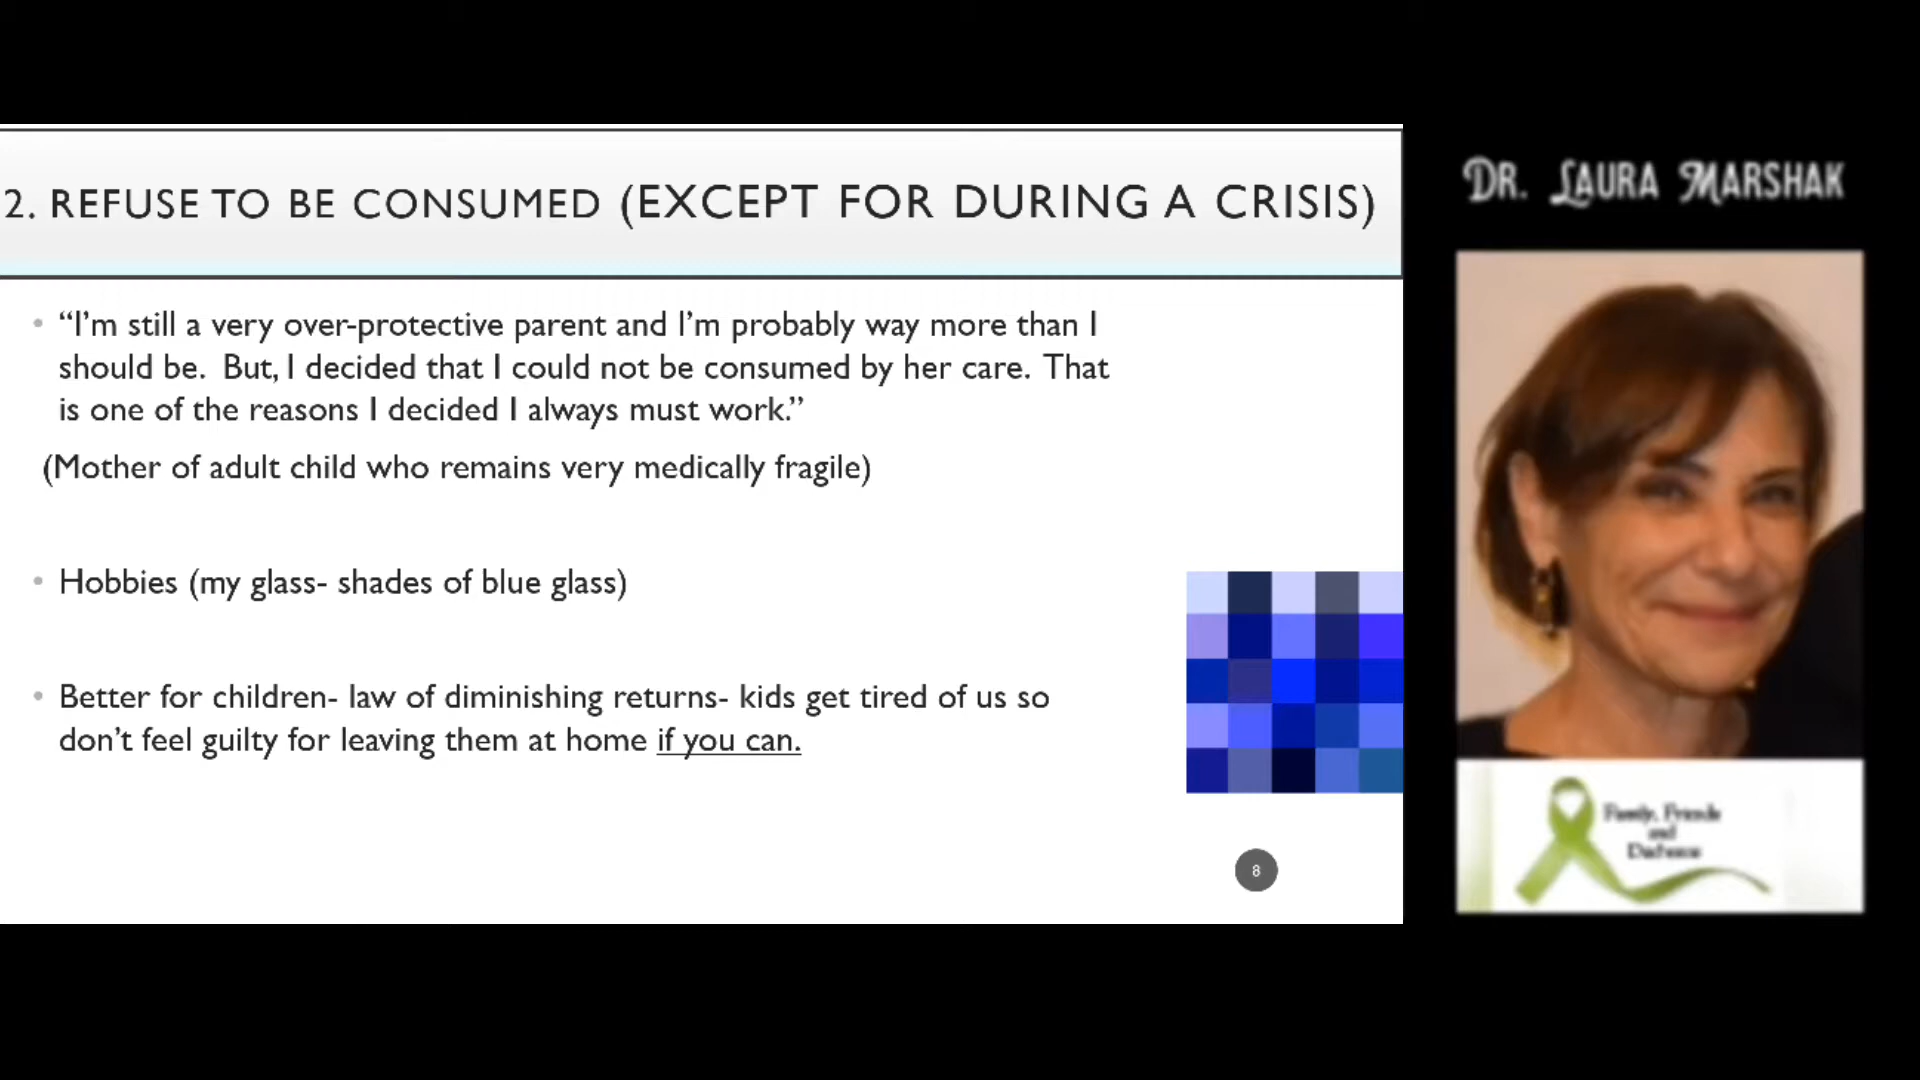 2. REFUSE TO BE CONSUMED (EXCEPT FOR DURING A CRISIS)
• “I’m still a very over-protective parent and I’m probably way more than I
should be.  But, I decided that I could not be consumed by her care.  That
is one of the reasons I decided I always must work.”
(Mother of adult child who remains very medically fragile)
• Hobbies (my glass- shades of blue glass)
• Better for children- law of diminishing returns- kids get tired of us so
don’t feel guilty for leaving them at home if you can.
8
DR. LAURA MARSHAK
Family, Friends
and
Duchenne